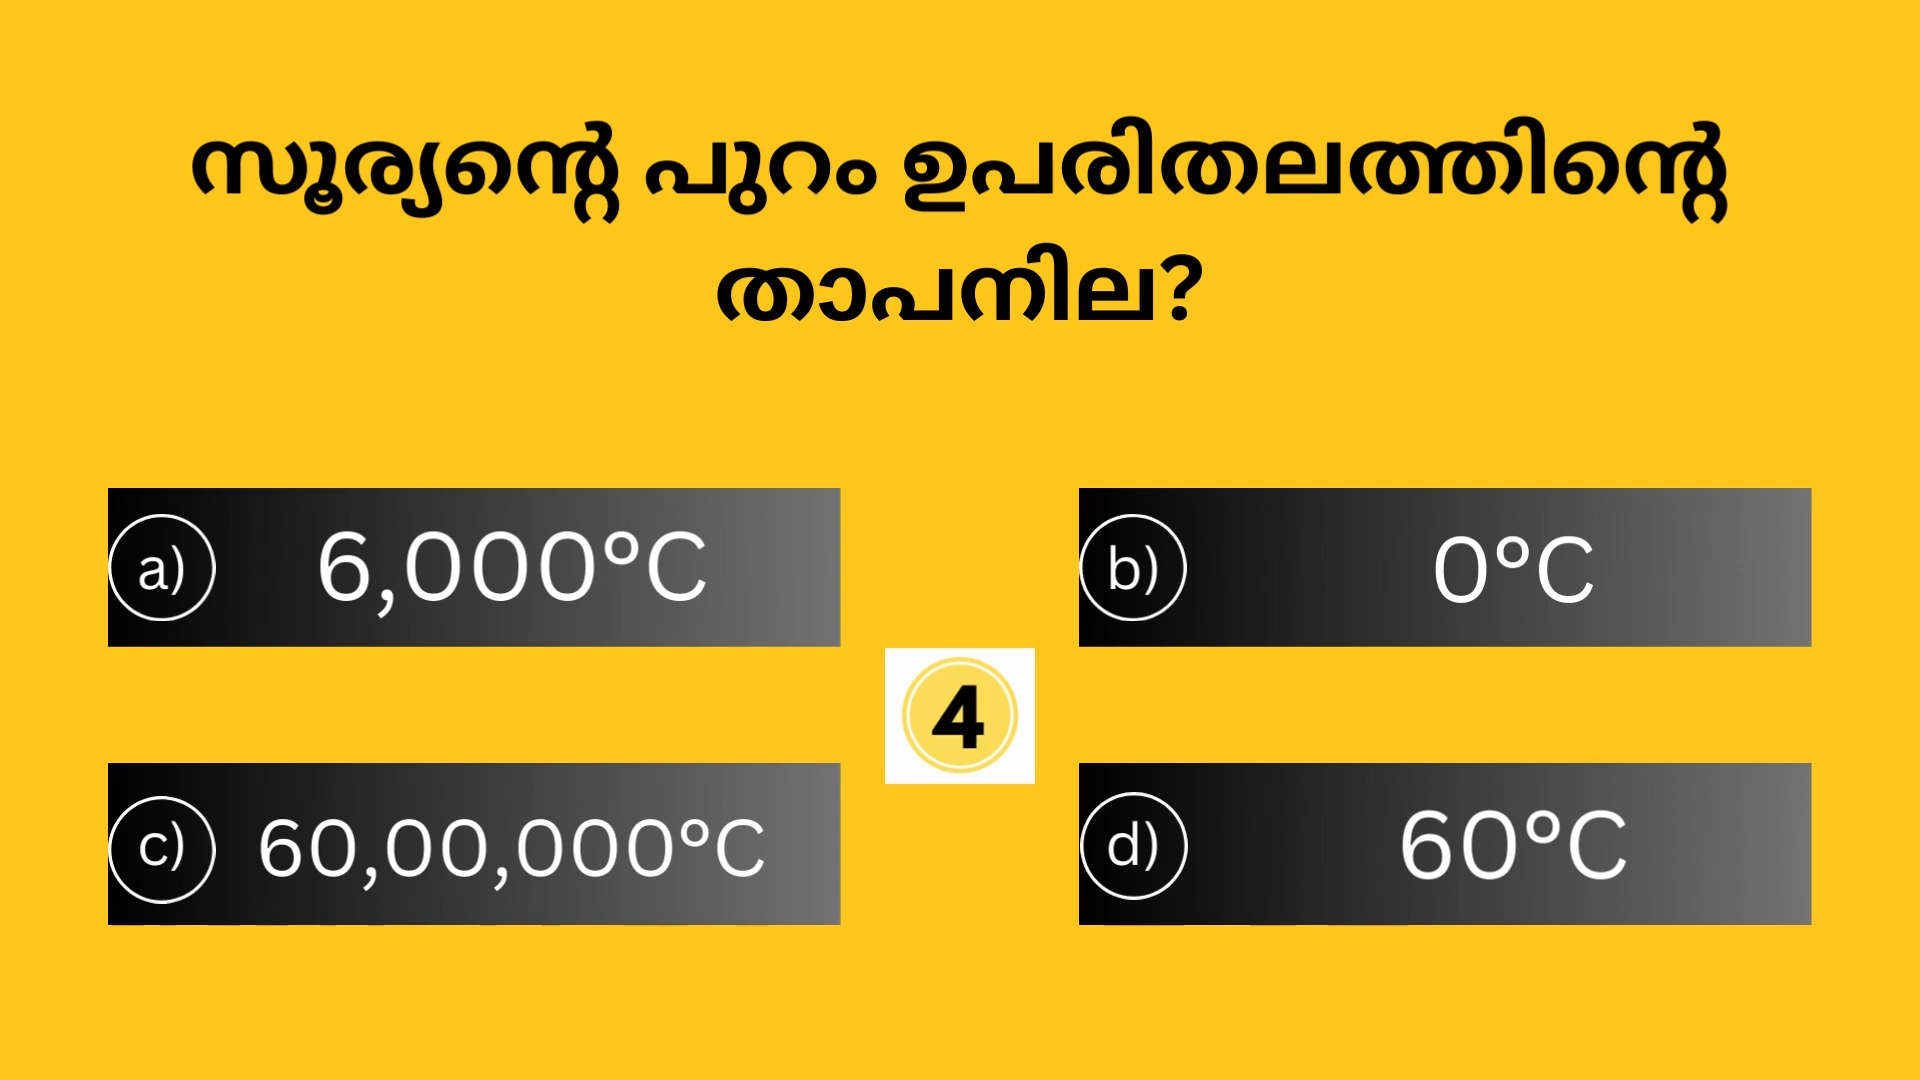 സൂര്യന്റെ പുറം ഉപരിതലത്തിന്റെ
താപനില?
a) 6,000°C
b) 0°C
4
c) 60,00,000°C
d) 60°C